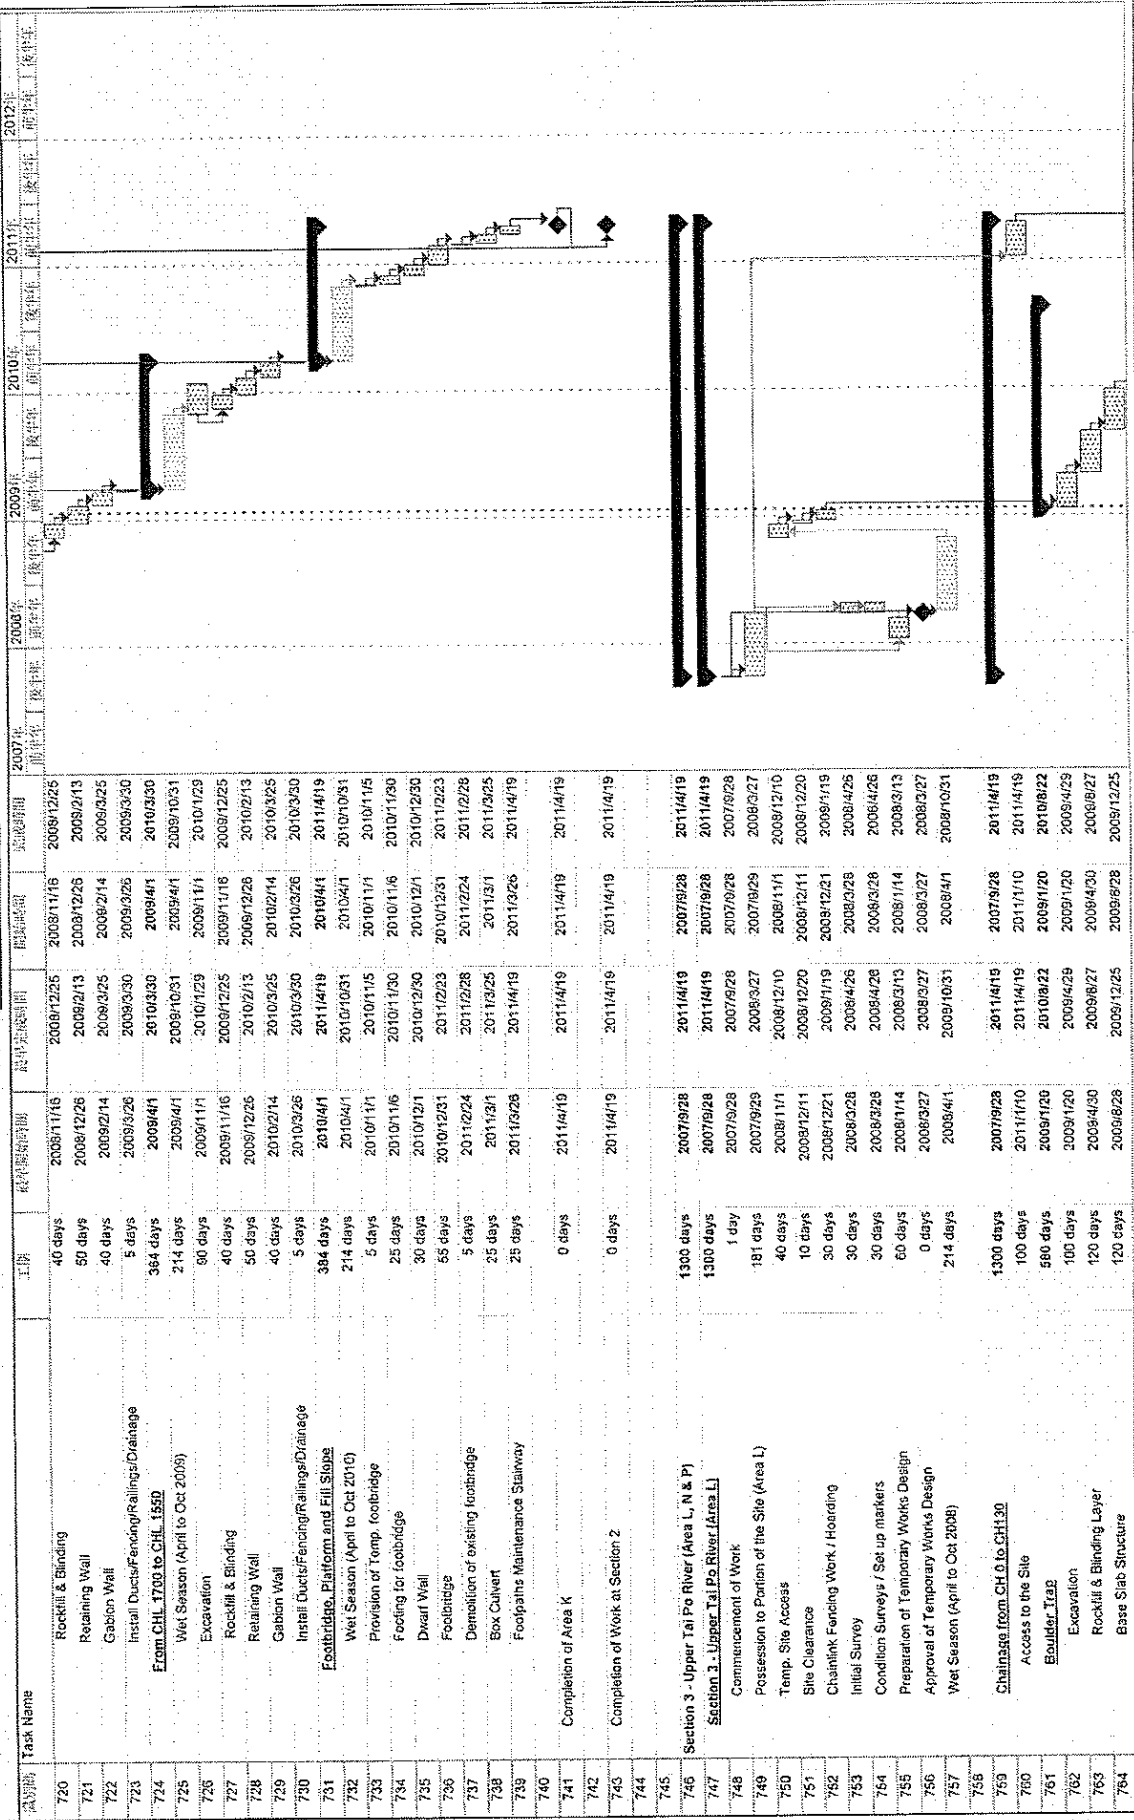 Task Name
2007年 2008年 2009年 2010年 2011年 2012年
720 Rockfill & Blinding 40 days 2008/11/16 2008/12/25 2008/11/16 2008/12/25
721 Retaining Wall 50 days 2008/12/26 2009/2/13 2008/12/26 2009/2/13
722 Gabion Wall 40 days 2009/2/14 2009/3/25 2009/2/14 2009/3/25
723 Install Ducts/Fencing/Railings/Drainage 5 days 2009/3/26 2009/3/30 2009/3/26 2009/3/30
724 From CHL 1700 to CHL 1550 364 days 2009/4/1 2010/3/30 2009/4/1 2010/3/30
725 Wet Season (April to Oct 2009) 214 days 2009/4/1 2009/10/31 2009/4/1 2009/10/31
726 Excavation 90 days 2009/11/1 2010/1/29 2009/11/1 2010/1/29
727 Rockfill & Blinding 40 days 2009/11/16 2009/12/25 2009/11/16 2009/12/25
728 Retaining Wall 50 days 2009/12/26 2010/2/13 2009/12/26 2010/2/13
729 Gabion Wall 40 days 2010/2/14 2010/3/25 2010/2/14 2010/3/25
730 Install Ducts/Fencing/Railings/Drainage 5 days 2010/3/26 2010/3/30 2010/3/26 2010/3/30
731 Footbridge, Platform and Fill Slope 384 days 2010/4/1 2011/4/19 2010/4/1 2011/4/19
732 Wet Season (April to Oct 2010) 214 days 2010/4/1 2010/10/31 2010/4/1 2010/10/31
733 Provision of Temp. footbridge 5 days 2010/11/1 2010/11/5 2010/11/1 2010/11/5
734 Footing for footbridge 25 days 2010/11/6 2010/11/30 2010/11/6 2010/11/30
735 Dwarf Wall 30 days 2010/12/1 2010/12/30 2010/12/1 2010/12/30
736 Footbridge 55 days 2010/12/31 2011/2/23 2010/12/31 2011/2/23
737 Demolition of existing footbridge 5 days 2011/2/24 2011/2/28 2011/2/24 2011/2/28
738 Box Culvert 25 days 2011/3/1 2011/3/25 2011/3/1 2011/3/25
739 Footpaths Maintenance Stairway 25 days 2011/3/26 2011/4/19 2011/3/26 2011/4/19
740
741 Completion of Area K 0 days 2011/4/19 2011/4/19 2011/4/19 2011/4/19
742
743 Completion of Work at Section 2 0 days 2011/4/19 2011/4/19 2011/4/19 2011/4/19
744
745
746 Section 3 - Upper Tai Po River (Area L, N & P) 1300 days 2007/9/28 2011/4/19 2007/9/28 2011/4/19
747 Section 3 - Upper Tai Po River (Area L) 1300 days 2007/9/28 2011/4/19 2007/9/28 2011/4/19
748 Commencement of Work 1 day 2007/9/28 2007/9/28 2007/9/28 2007/9/28
749 Possession to Portion of the Site (Area L) 181 days 2007/9/29 2008/3/27 2007/9/29 2008/3/27
750 Temp. Site Access 40 days 2008/11/1 2008/12/10 2008/11/1 2008/12/10
751 Site Clearance 10 days 2008/12/11 2008/12/20 2008/12/11 2008/12/20
752 Chainlink Fencing Work / Hoarding 30 days 2008/12/21 2009/1/19 2008/12/21 2009/1/19
753 Initial Survey 30 days 2008/3/28 2008/4/26 2008/3/28 2008/4/26
754 Condition Surveys / Set up markers 30 days 2008/3/28 2008/4/26 2008/3/28 2008/4/26
755 Preparation of Temporary Works Design 60 days 2008/1/14 2008/3/13 2008/1/14 2008/3/13
756 Approval of Temporary Works Design 0 days 2008/3/27 2008/3/27 2008/3/27 2008/3/27
757 Wet Season (April to Oct 2008) 214 days 2008/4/1 2008/10/31 2008/4/1 2008/10/31
758
759 Chainage from CH 0 to CH130 1300 days 2007/9/28 2011/4/19 2007/9/28 2011/4/19
760 Access to the Site 100 days 2011/1/10 2011/4/19 2011/1/10 2011/4/19
761 Boulder Trap 580 days 2009/1/20 2010/8/22 2009/1/20 2010/8/22
762 Excavation 100 days 2009/1/20 2009/4/29 2009/1/20 2009/4/29
763 Rockfill & Blinding Layer 120 days 2009/4/30 2009/8/27 2009/4/30 2009/8/27
764 Base Slab Structure 120 days 2009/8/28 2009/12/25 2009/8/28 2009/12/25